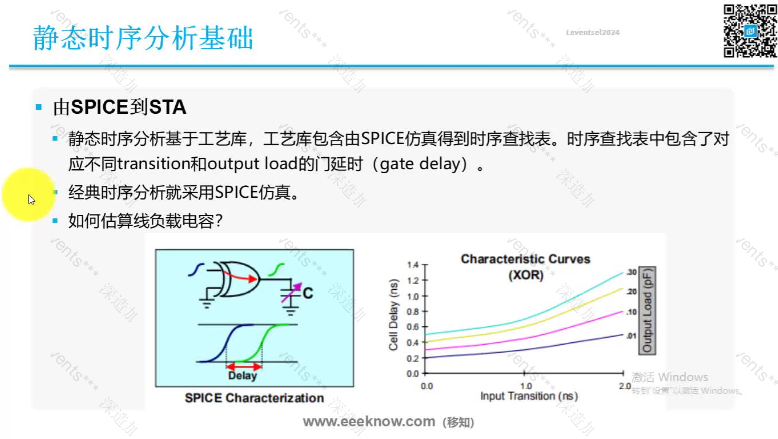 静态时序分析基础
Leventsel2024
由SPICE到STA
静态时序分析基于工艺库，工艺库包含由SPICE仿真得到时序查找表。时序查找表中包含了对
应不同transition和output load的门延时（gate delay）。
经典时序分析就采用SPICE仿真。
如何估算线负载电容？
C
Delay
SPICE Characterization
Characteristic Curves
(XOR)
Cell Delay (ns)
1.4
1.2
1.0
0.8
0.6
0.4
0.2
0.0
0.0
1.0
2.0
Input Transition (ns)
.30
.20
.10
.01
Output Load (pF)
激活 Windows
转到"设置"以激活 Windows。
www.eeeknow.com（移知）